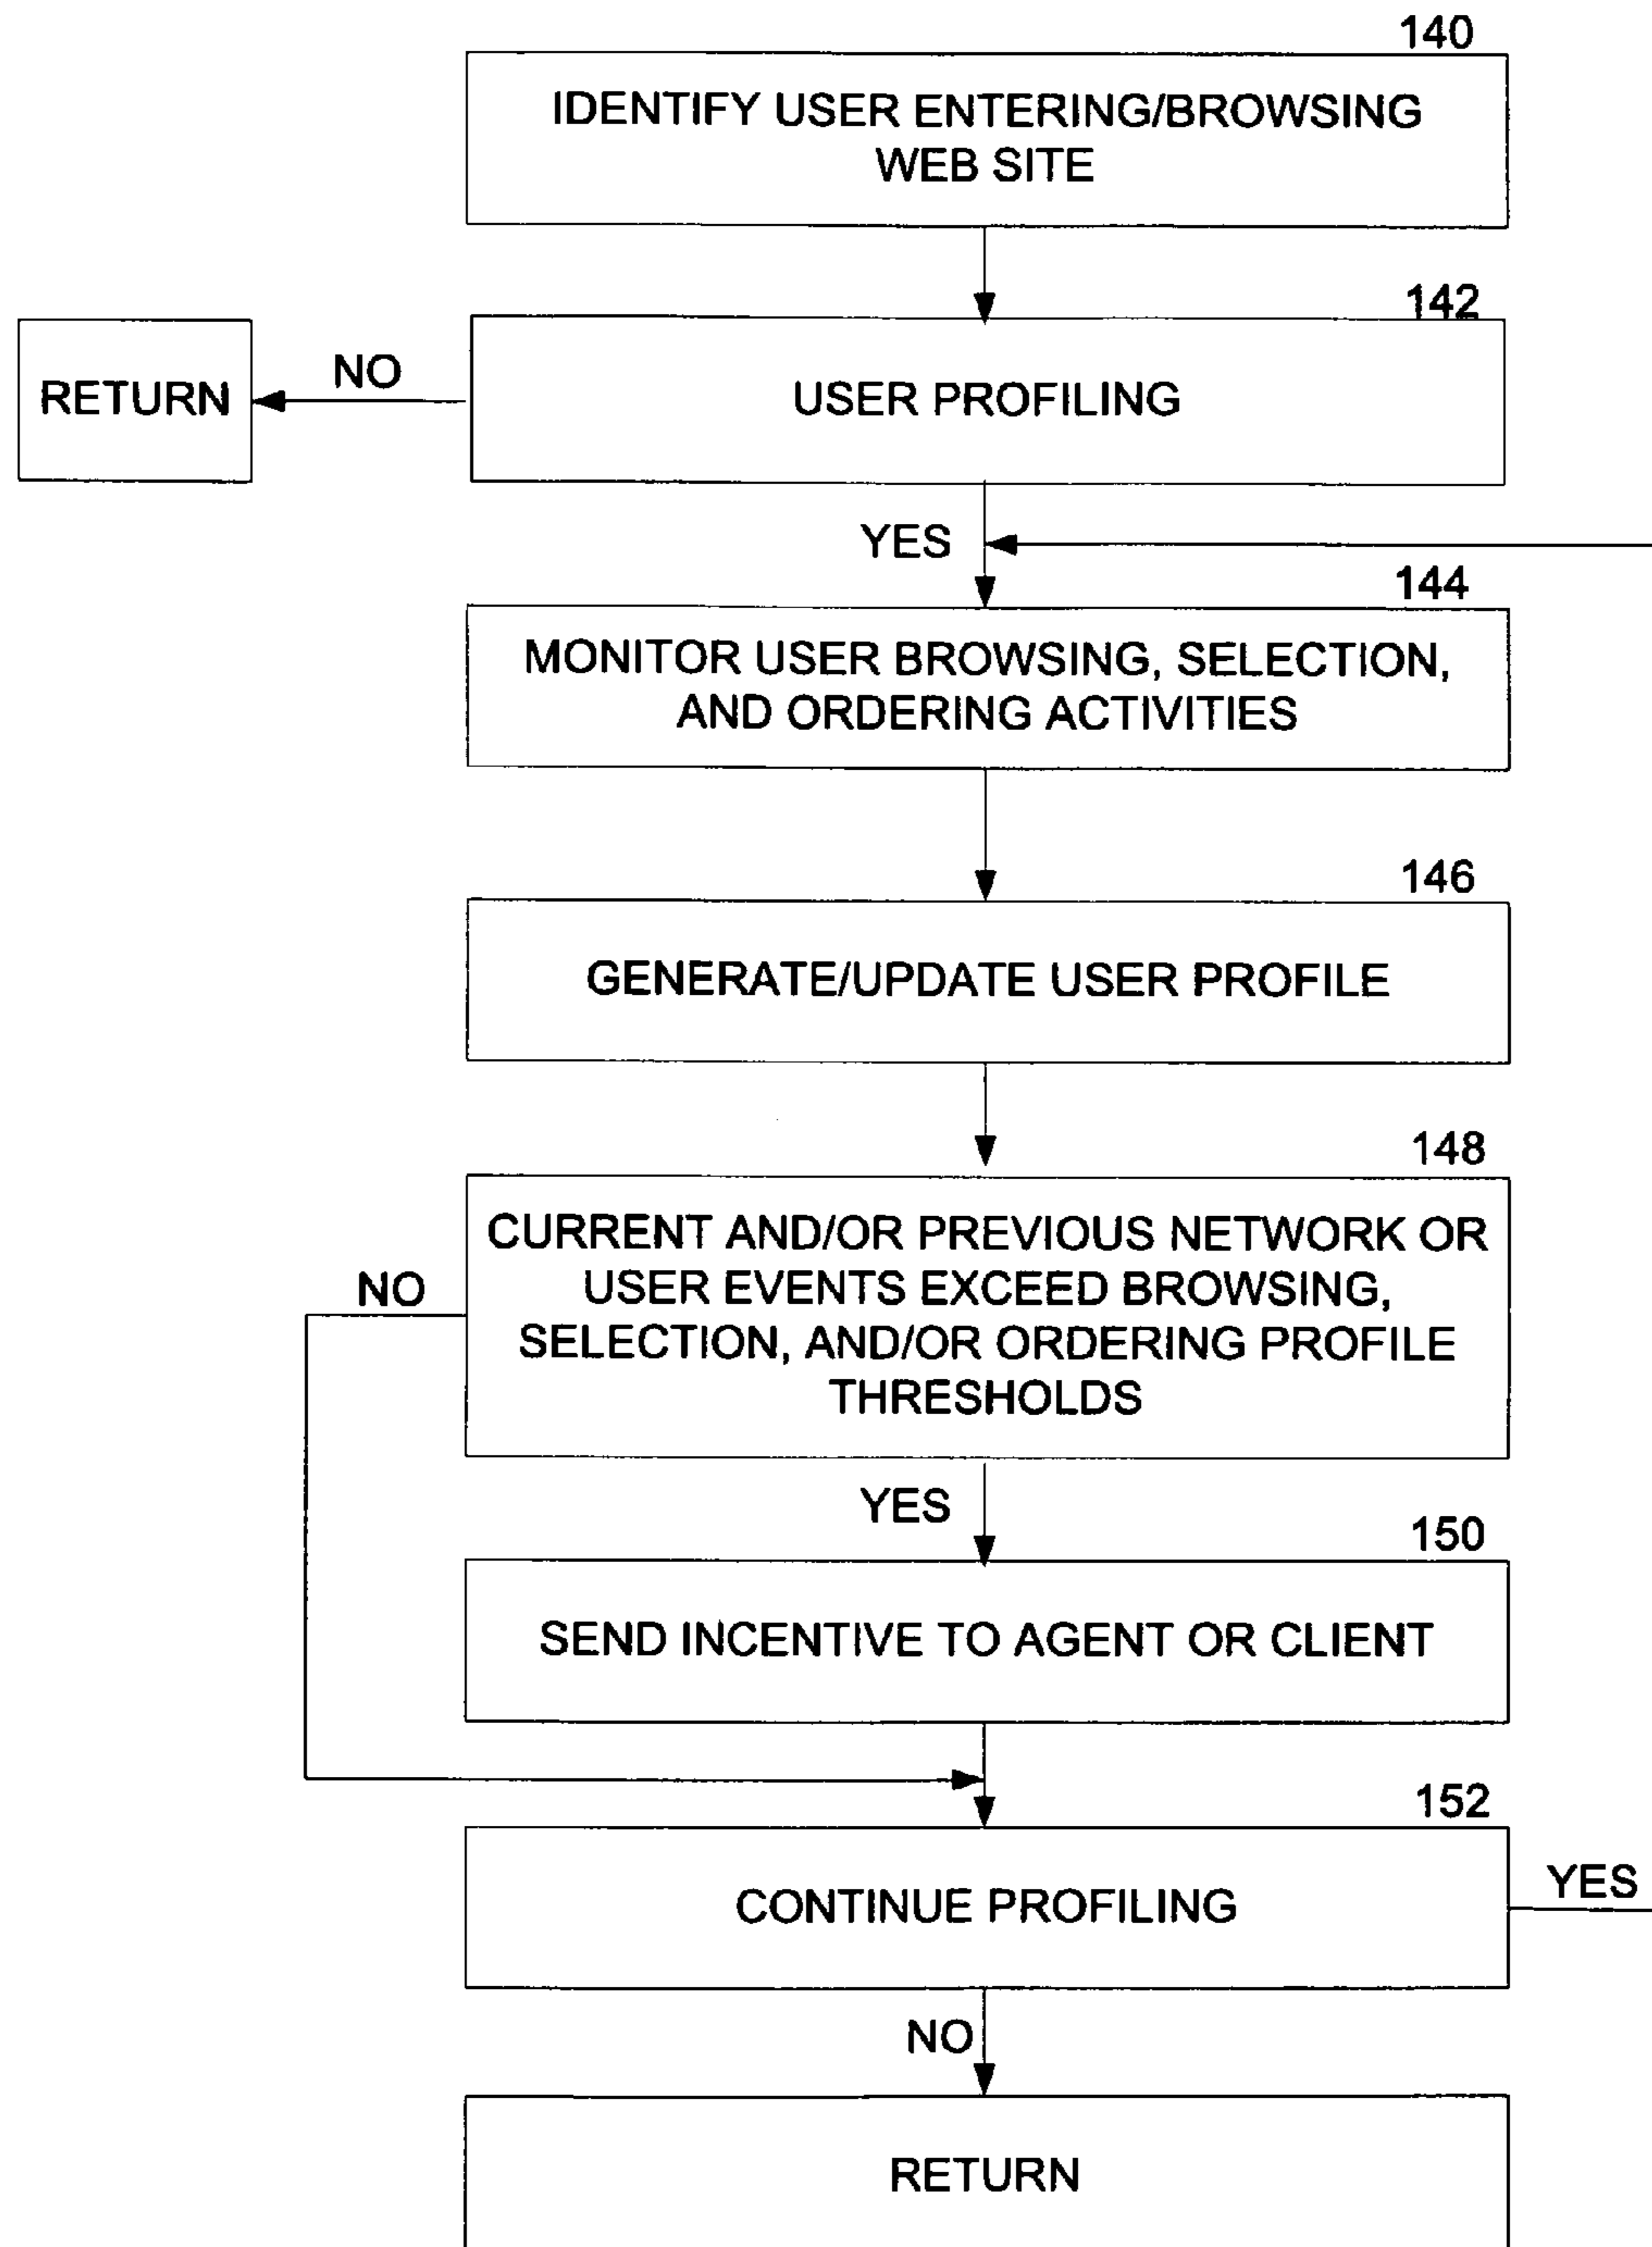 140
IDENTIFY USER ENTERING/BROWSING
WEB SITE
142
RETURN
NO
USER PROFILING
YES
144
MONITOR USER BROWSING, SELECTION,
AND ORDERING ACTIVITIES
146
GENERATE/UPDATE USER PROFILE
148
CURRENT AND/OR PREVIOUS NETWORK OR
USER EVENTS EXCEED BROWSING,
SELECTION, AND/OR ORDERING PROFILE
THRESHOLDS
NO
YES
150
SEND INCENTIVE TO AGENT OR CLIENT
152
CONTINUE PROFILING
YES
NO
RETURN